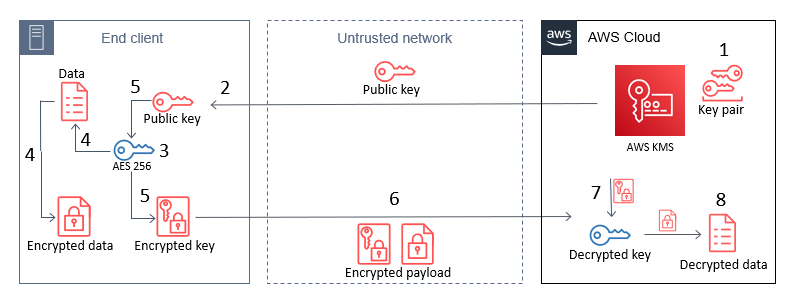 End client
Untrusted network
aws
AWS Cloud
Data
5
2
Public key
Public key
1
Key pair
4
4
AES 256
3
AWS KMS
5
6
7
8
Encrypted data
Encrypted key
Encrypted payload
Decrypted key
Decrypted data